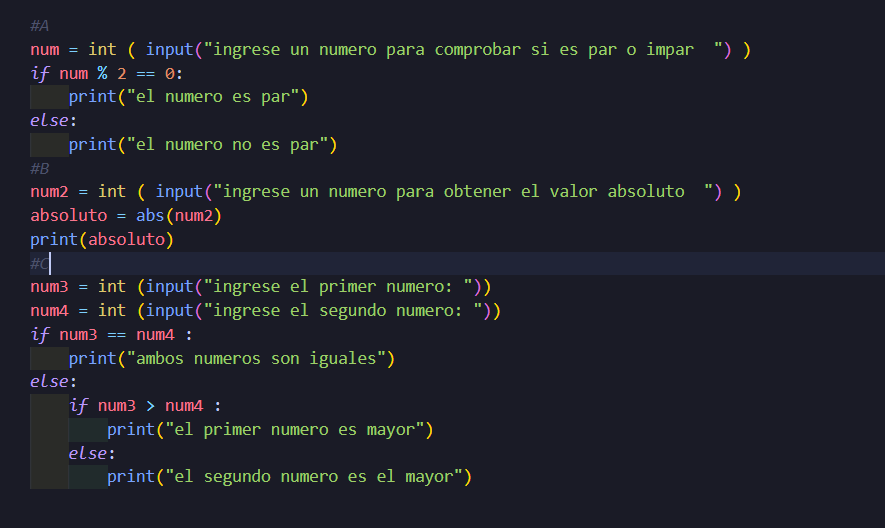 #A
num = int ( input("ingrese un numero para comprobar si es par o impar  ") )
if num % 2 == 0:
    print("el numero es par")
else:
    print("el numero no es par")
#B
num2 = int ( input("ingrese un numero para obtener el valor absoluto  ") )
absoluto = abs(num2)
print(absoluto)
#C
num3 = int (input("ingrese el primer numero: "))
num4 = int (input("ingrese el segundo numero: "))
if num3 == num4 :
    print("ambos numeros son iguales")
else:
    if num3 > num4 :
        print("el primer numero es mayor")
    else:
        print("el segundo numero es el mayor")